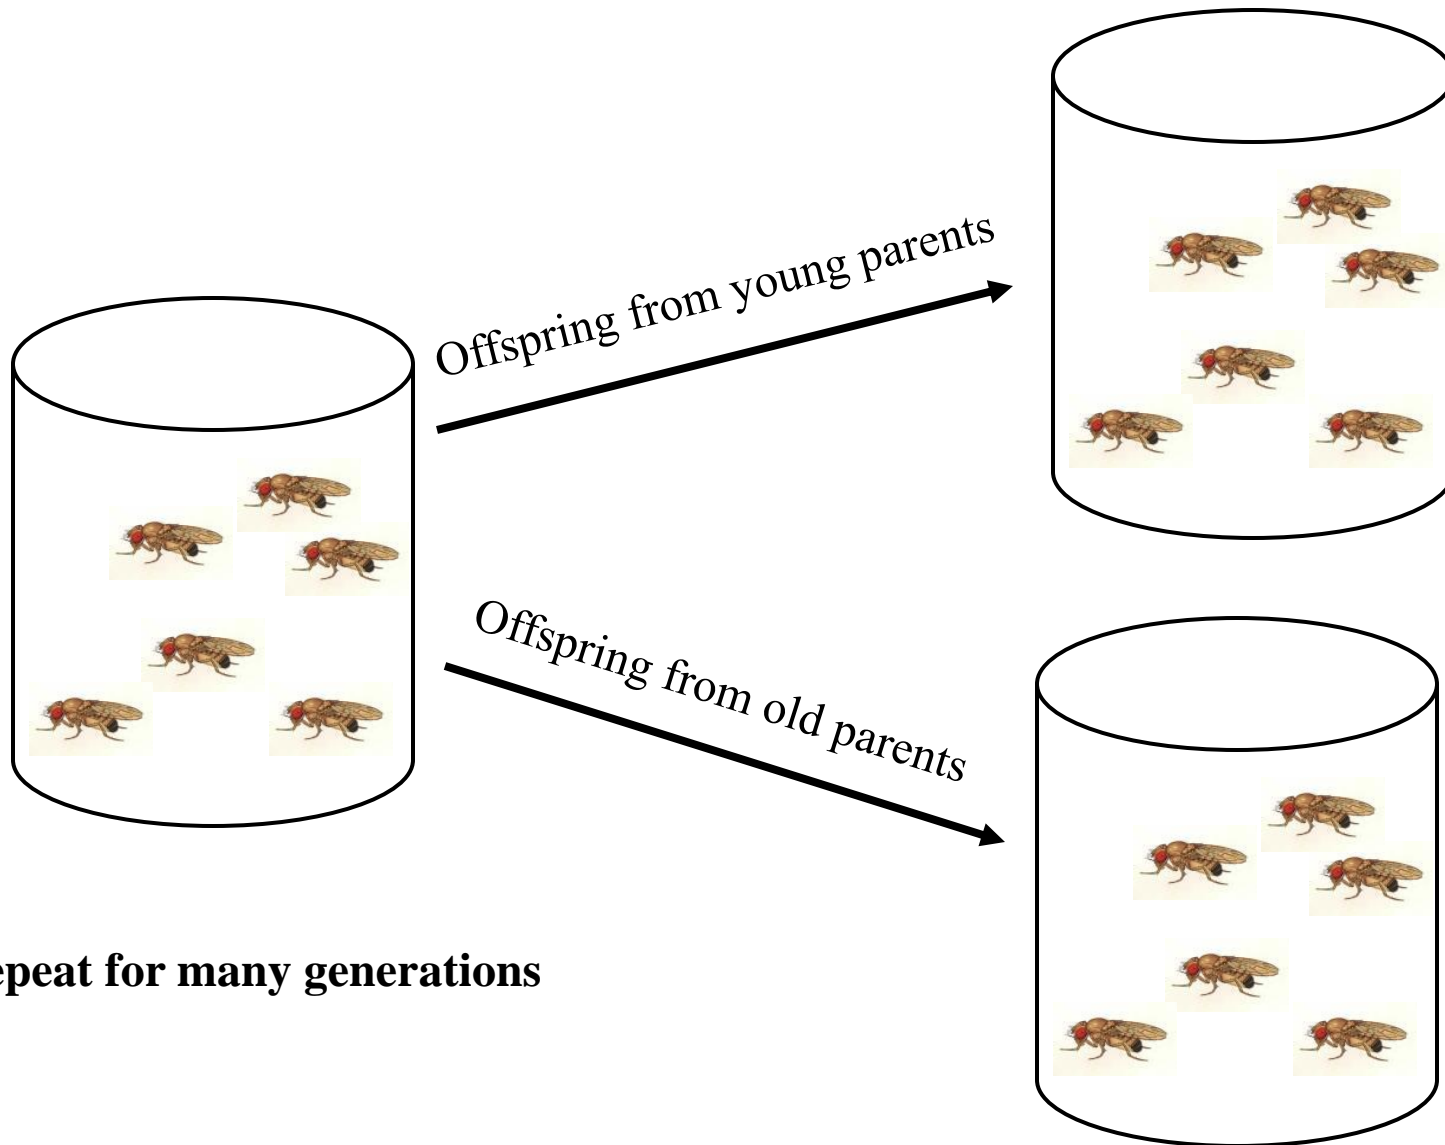 Offspring from young parents
Offspring from old parents
epeat for many generations